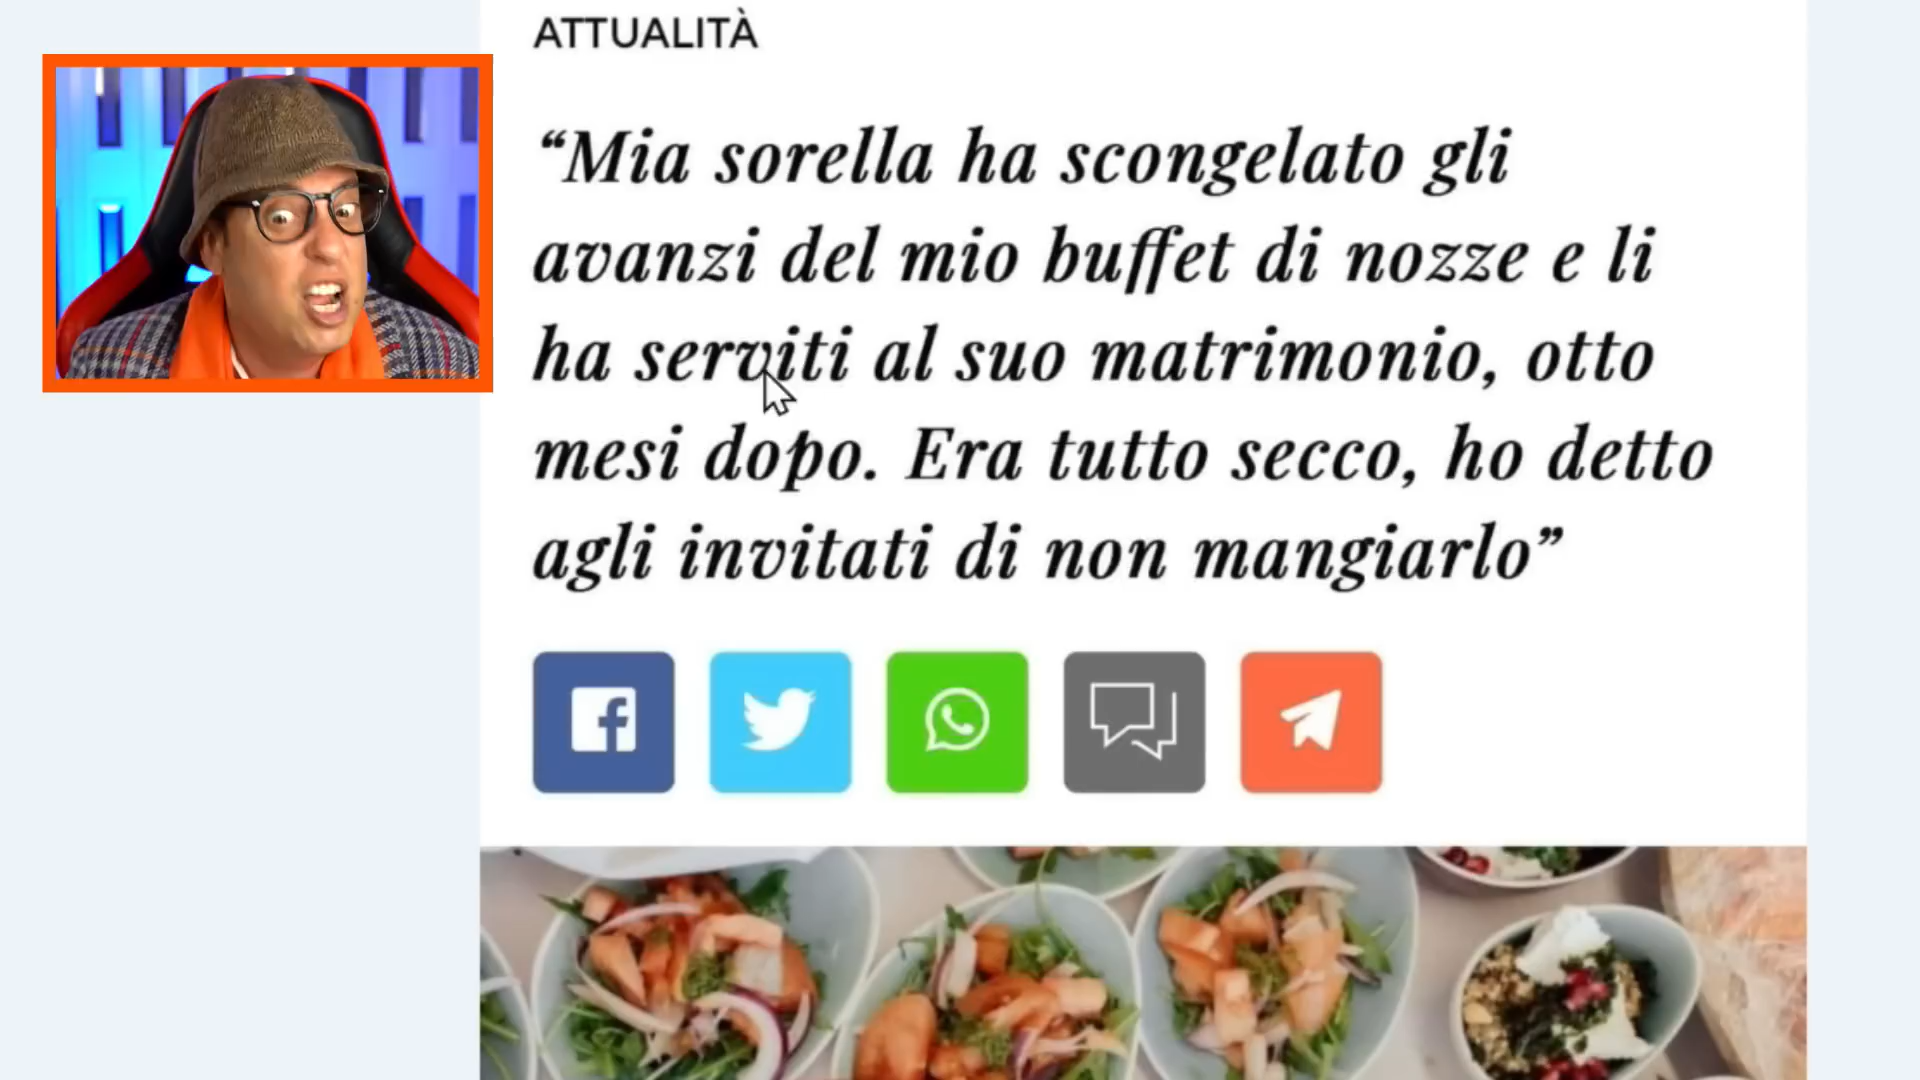 ATTUALITÀ
“Mia sorella ha scongelato gli
avanzi del mio buffet di nozze e li
ha serviti al suo matrimonio, otto
mesi dopo. Era tutto secco, ho detto
agli invitati di non mangiarlo”